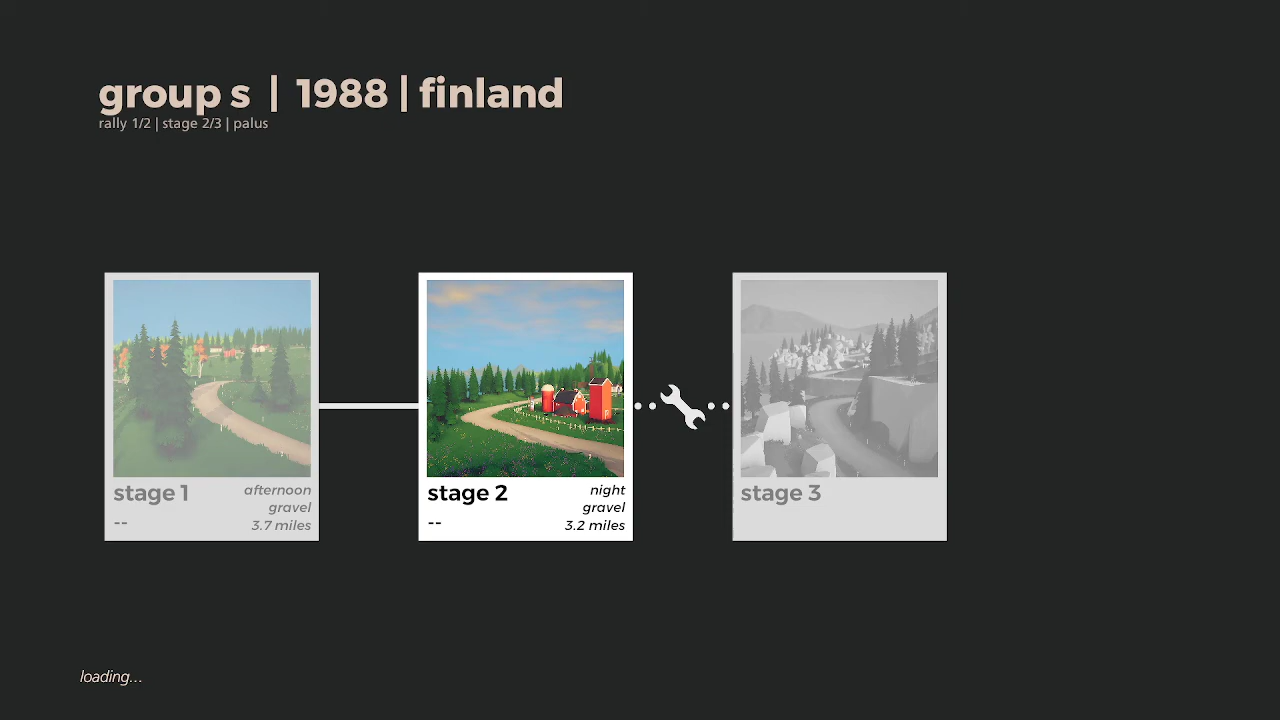 group s | 1988 | finland
rally 1/2 | stage 2/3 | palus
stage 1
--
afternoon
gravel
3.7 miles
stage 2
--
night
gravel
3.2 miles
stage 3
loading...